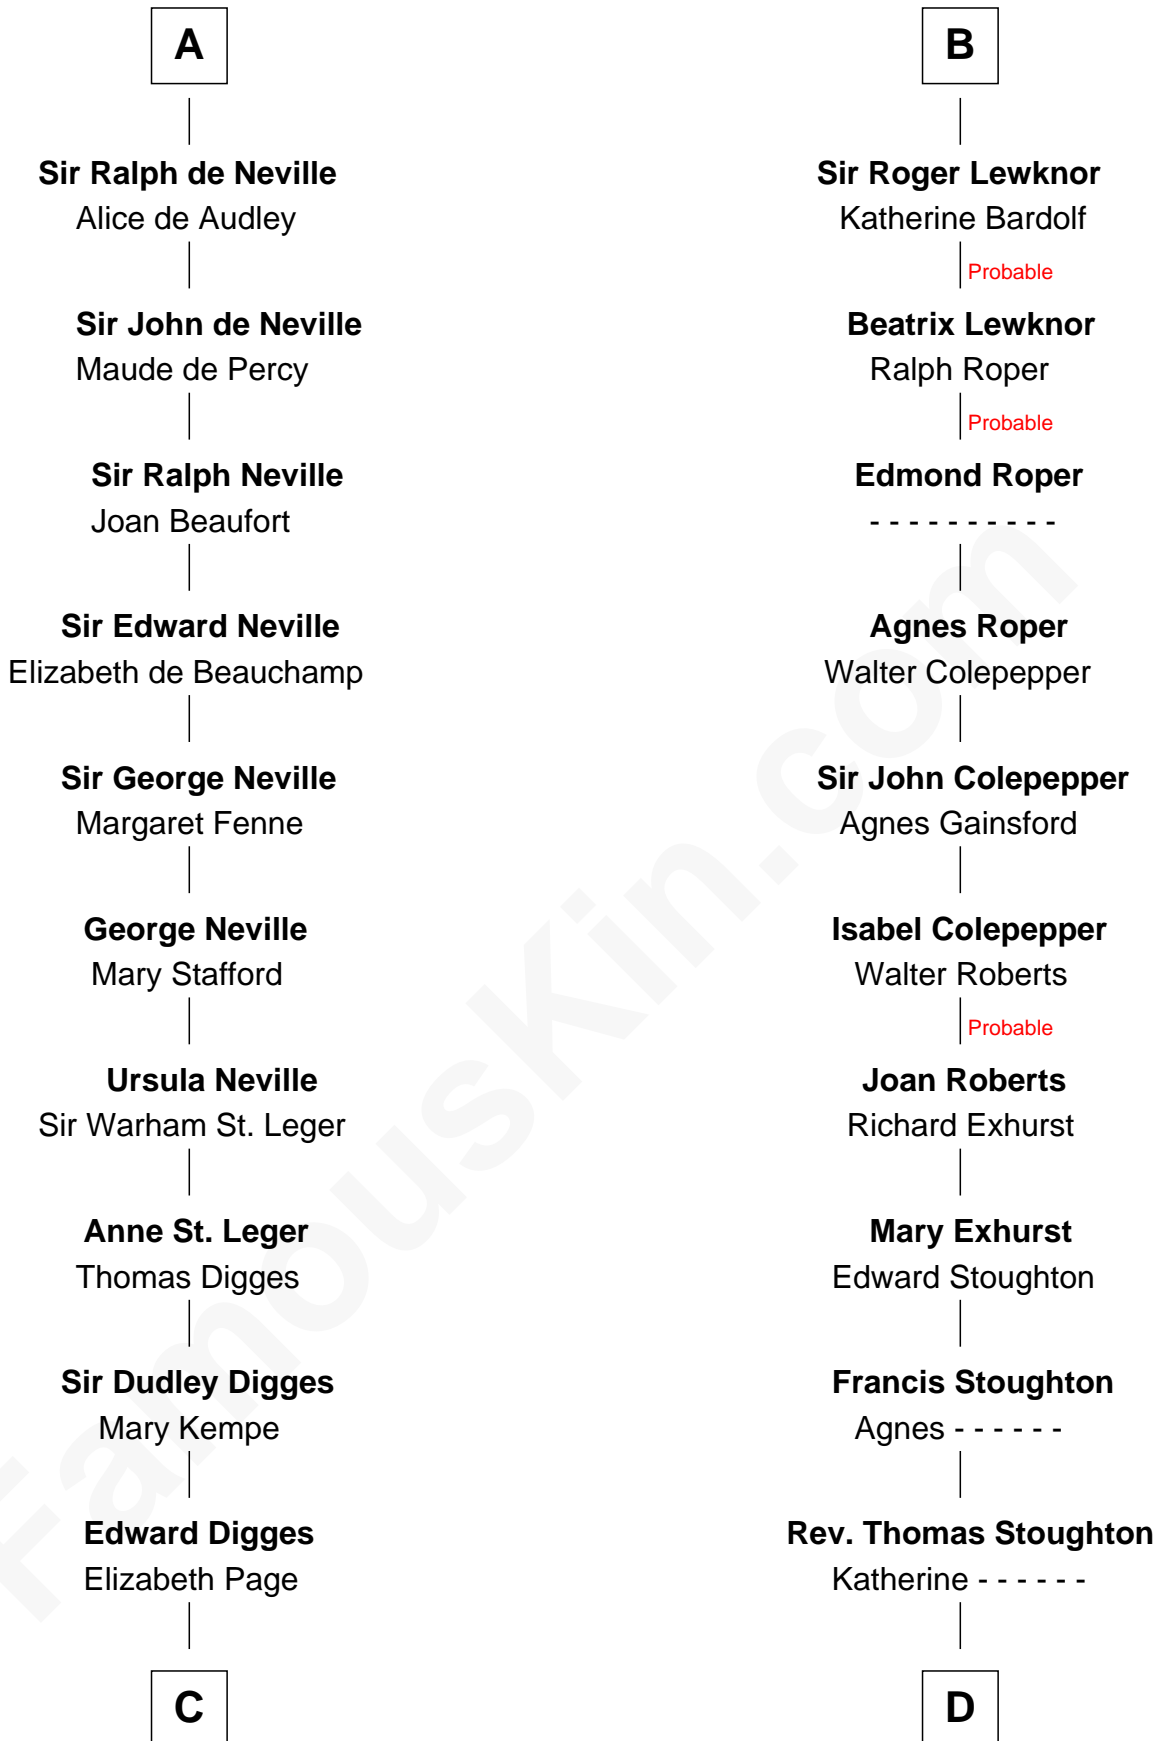 A
Sir Ralph de Neville
Alice de Audley
Sir John de Neville
Maude de Percy
Sir Ralph Neville
Joan Beaufort
Sir Edward Neville
Elizabeth de Beauchamp
Sir George Neville
Margaret Fenne
George Neville
Mary Stafford
Ursula Neville
Sir Warham St. Leger
Anne St. Leger
Thomas Digges
Sir Dudley Digges
Mary Kempe
Edward Digges
Elizabeth Page
C
B
Sir Roger Lewknor
Katherine Bardolf
Probable
Beatrix Lewknor
Ralph Roper
Probable
Edmond Roper
- - - - - - - - - -
Agnes Roper
Walter Colepepper
Sir John Colepepper
Agnes Gainsford
Isabel Colepepper
Walter Roberts
Probable
Joan Roberts
Richard Exhurst
Mary Exhurst
Edward Stoughton
Francis Stoughton
Agnes - - - - - -
Rev. Thomas Stoughton
Katherine - - - - - -
D
FamousKin.com